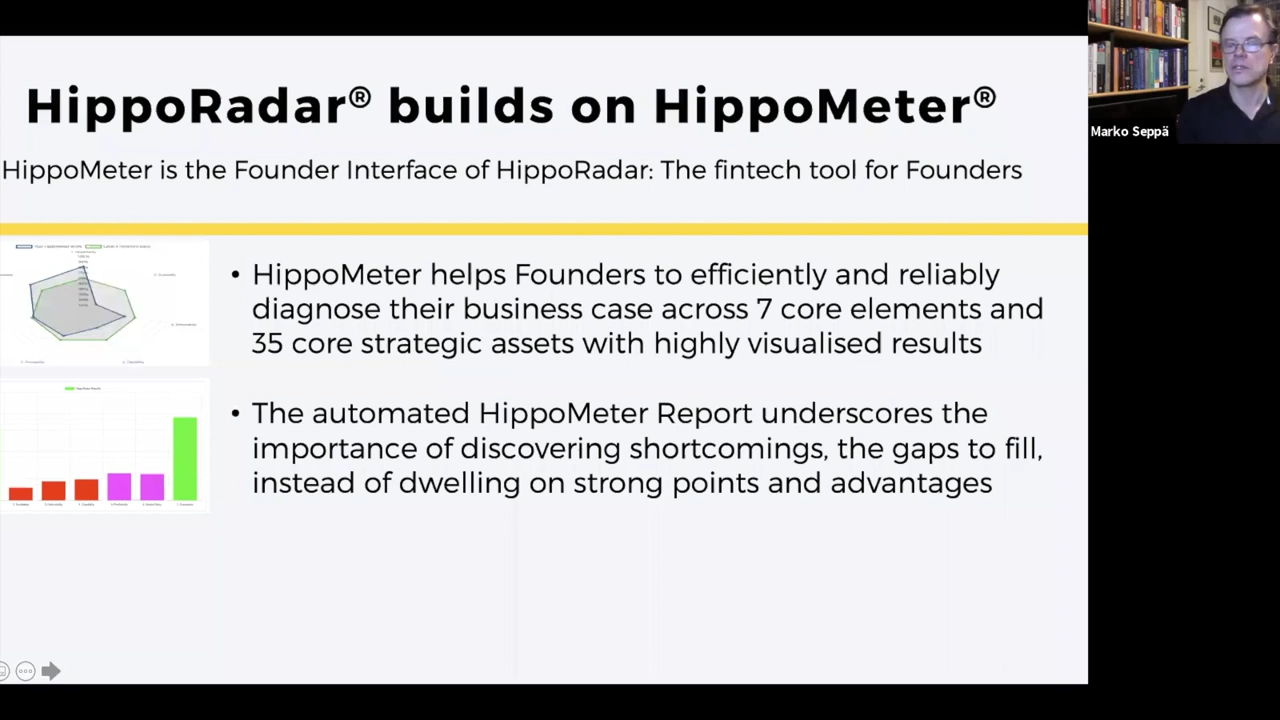 HippoRadar® builds on HippoMeter®
Marko Seppä
HippoMeter is the Founder Interface of HippoRadar: The fintech tool for Founders
• HippoMeter helps Founders to efficiently and reliably
diagnose their business case across 7 core elements and
35 core strategic assets with highly visualised results
• The automated HippoMeter Report underscores the
importance of discovering shortcomings, the gaps to fill,
instead of dwelling on strong points and advantages